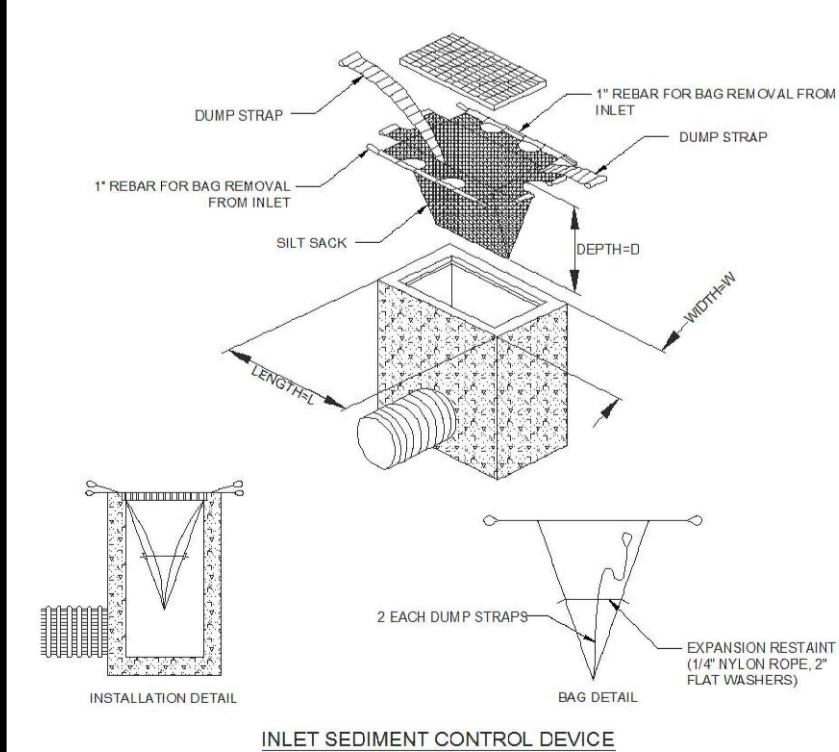 DUMP STRAP
1" REBAR FOR BAG REMOVAL FROM
INLET
DUMP STRAP
1" REBAR FOR BAG REMOVAL
FROM INLET
SILT SACK
DEPTH=D
WIDTH=W
LENGTH=L
2 EACH DUMP STRAPS
EXPANSION RESTAINT
(1/4" NYLON ROPE, 2"
FLAT WASHERS)
INSTALLATION DETAIL
BAG DETAIL
INLET SEDIMENT CONTROL DEVICE